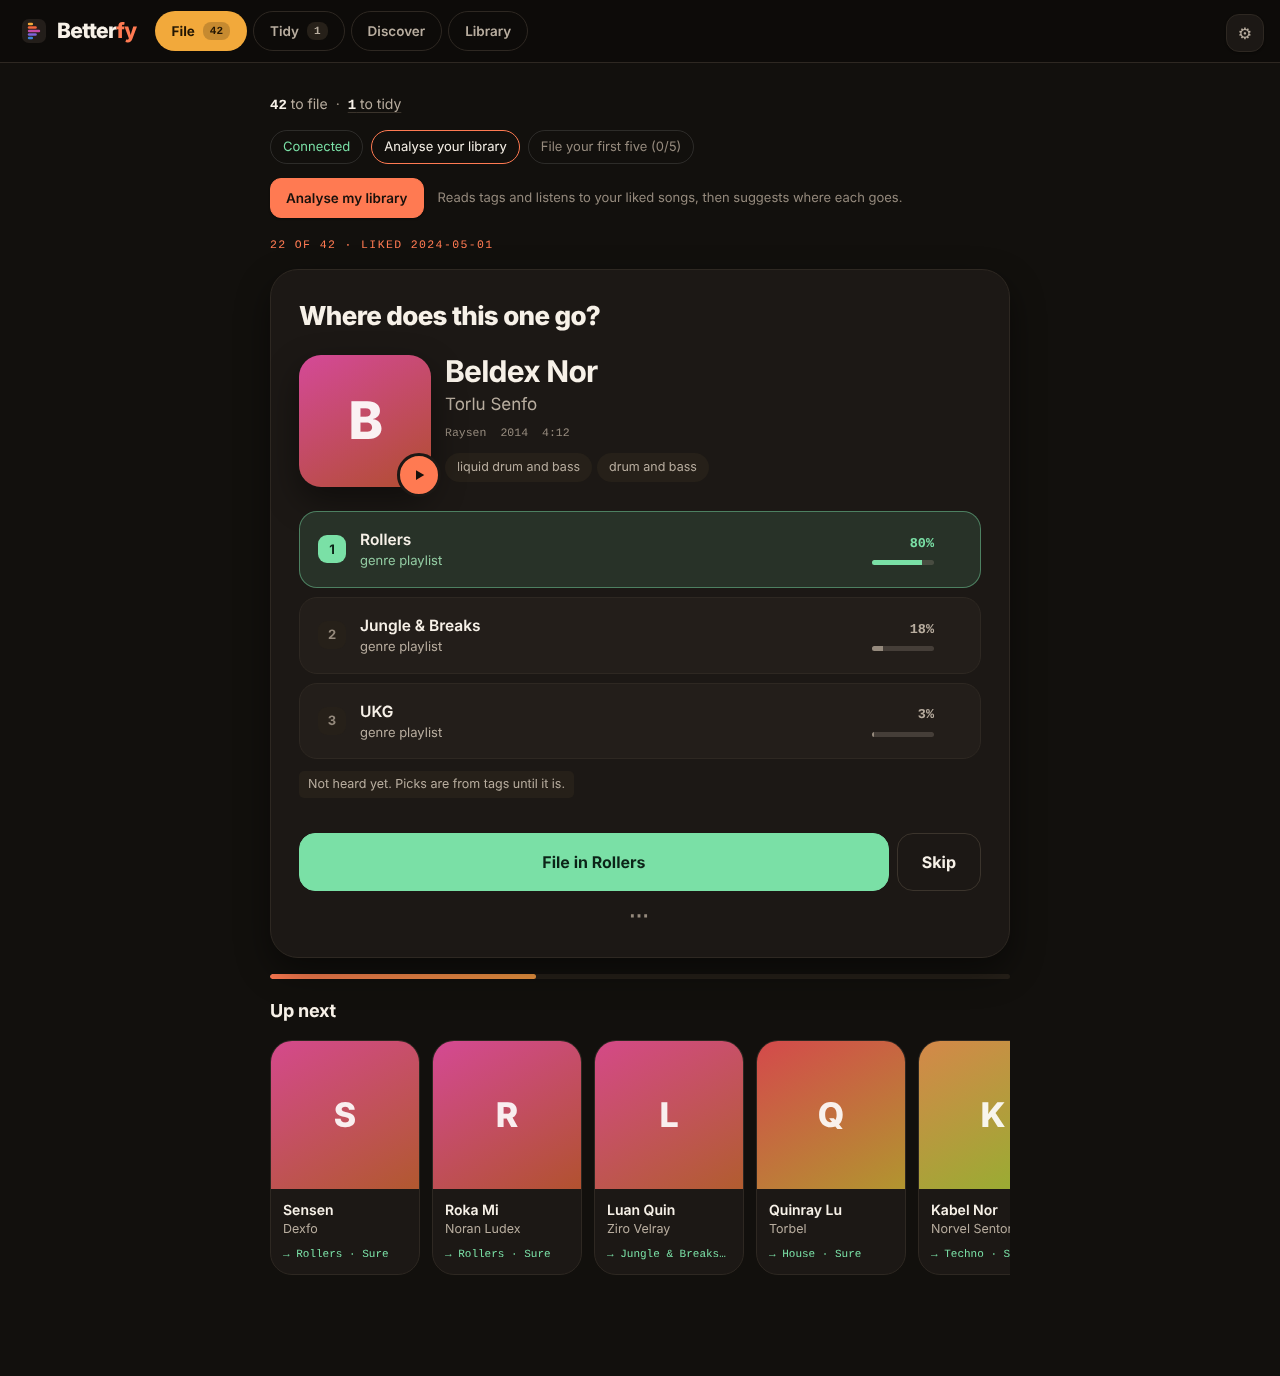 Betterfy
File 42
Tidy 1
Discover
Library
42 to file · 1 to tidy
Connected
Analyse your library
File your first five (0/5)
Analyse my library
Reads tags and listens to your liked songs, then suggests where each goes.
22 OF 42 · LIKED 2024-05-01
Where does this one go?
B
Beldex Nor
Torlu Senfo
Raysen 2014 4:12
liquid drum and bass
drum and bass
1 Rollers 80%
genre playlist
2 Jungle & Breaks 18%
genre playlist
3 UKG 3%
genre playlist
Not heard yet. Picks are from tags until it is.
File in Rollers
Skip
...
Up next
S
Sensen
Dexfo
→ Rollers · Sure
R
Roka Mi
Noran Ludex
→ Rollers · Sure
L
Luan Quin
Ziro Velray
→ Jungle & Breaks…
Q
Quinray Lu
Torbel
→ House · Sure
K
Kabel Nor
Norvel Sentor
→ Techno · S